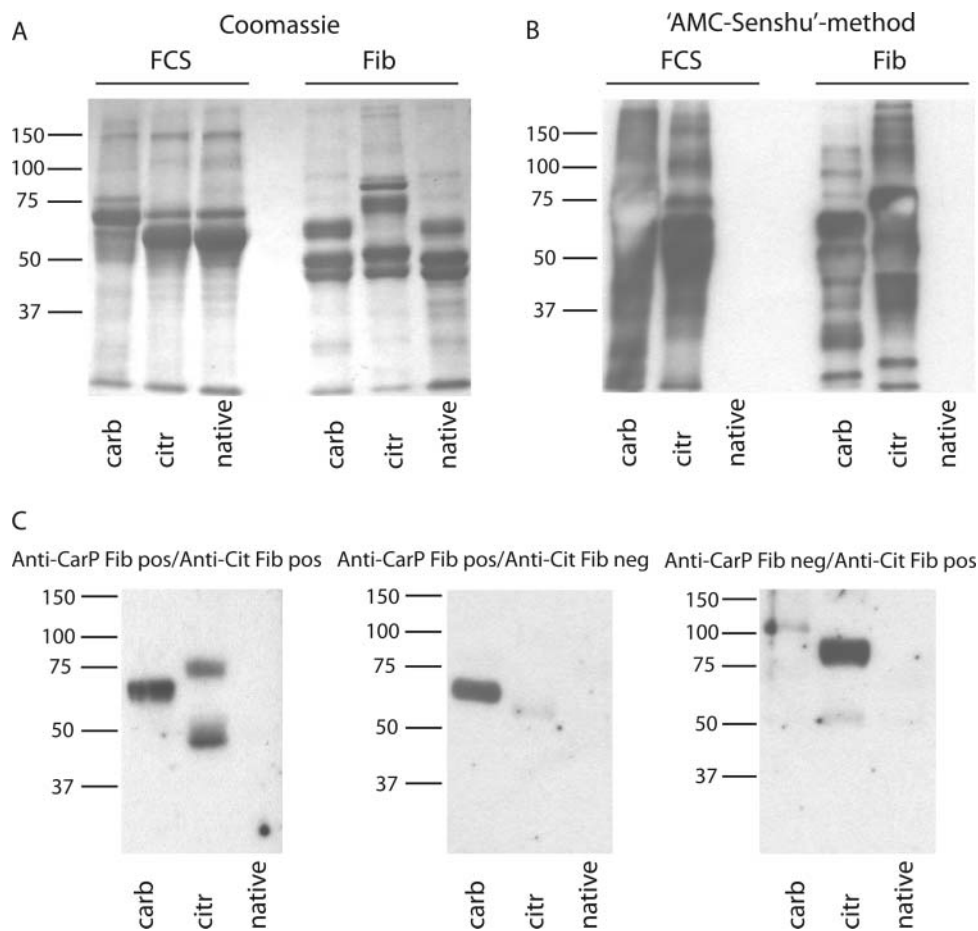 A
Coomassie
FCS
Fib
150
100
75
50
37
carb
citr
native
carb
citr
native
B
'AMC-Senshu'-method
FCS
Fib
150
100
75
50
37
carb
citr
native
carb
citr
native
C
Anti-CarP Fib pos/Anti-Cit Fib pos
150
100
75
50
37
carb
citr
native
Anti-CarP Fib pos/Anti-Cit Fib neg
150
100
75
50
37
carb
citr
native
Anti-CarP Fib neg/Anti-Cit Fib pos
150
100
75
50
37
carb
citr
native